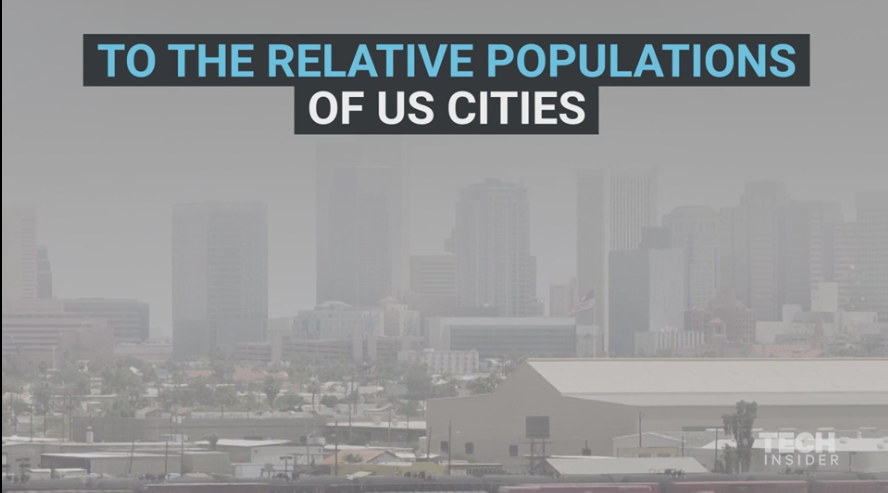 TO THE RELATIVE POPULATIONS
OF US CITIES
TECH
INSIDER